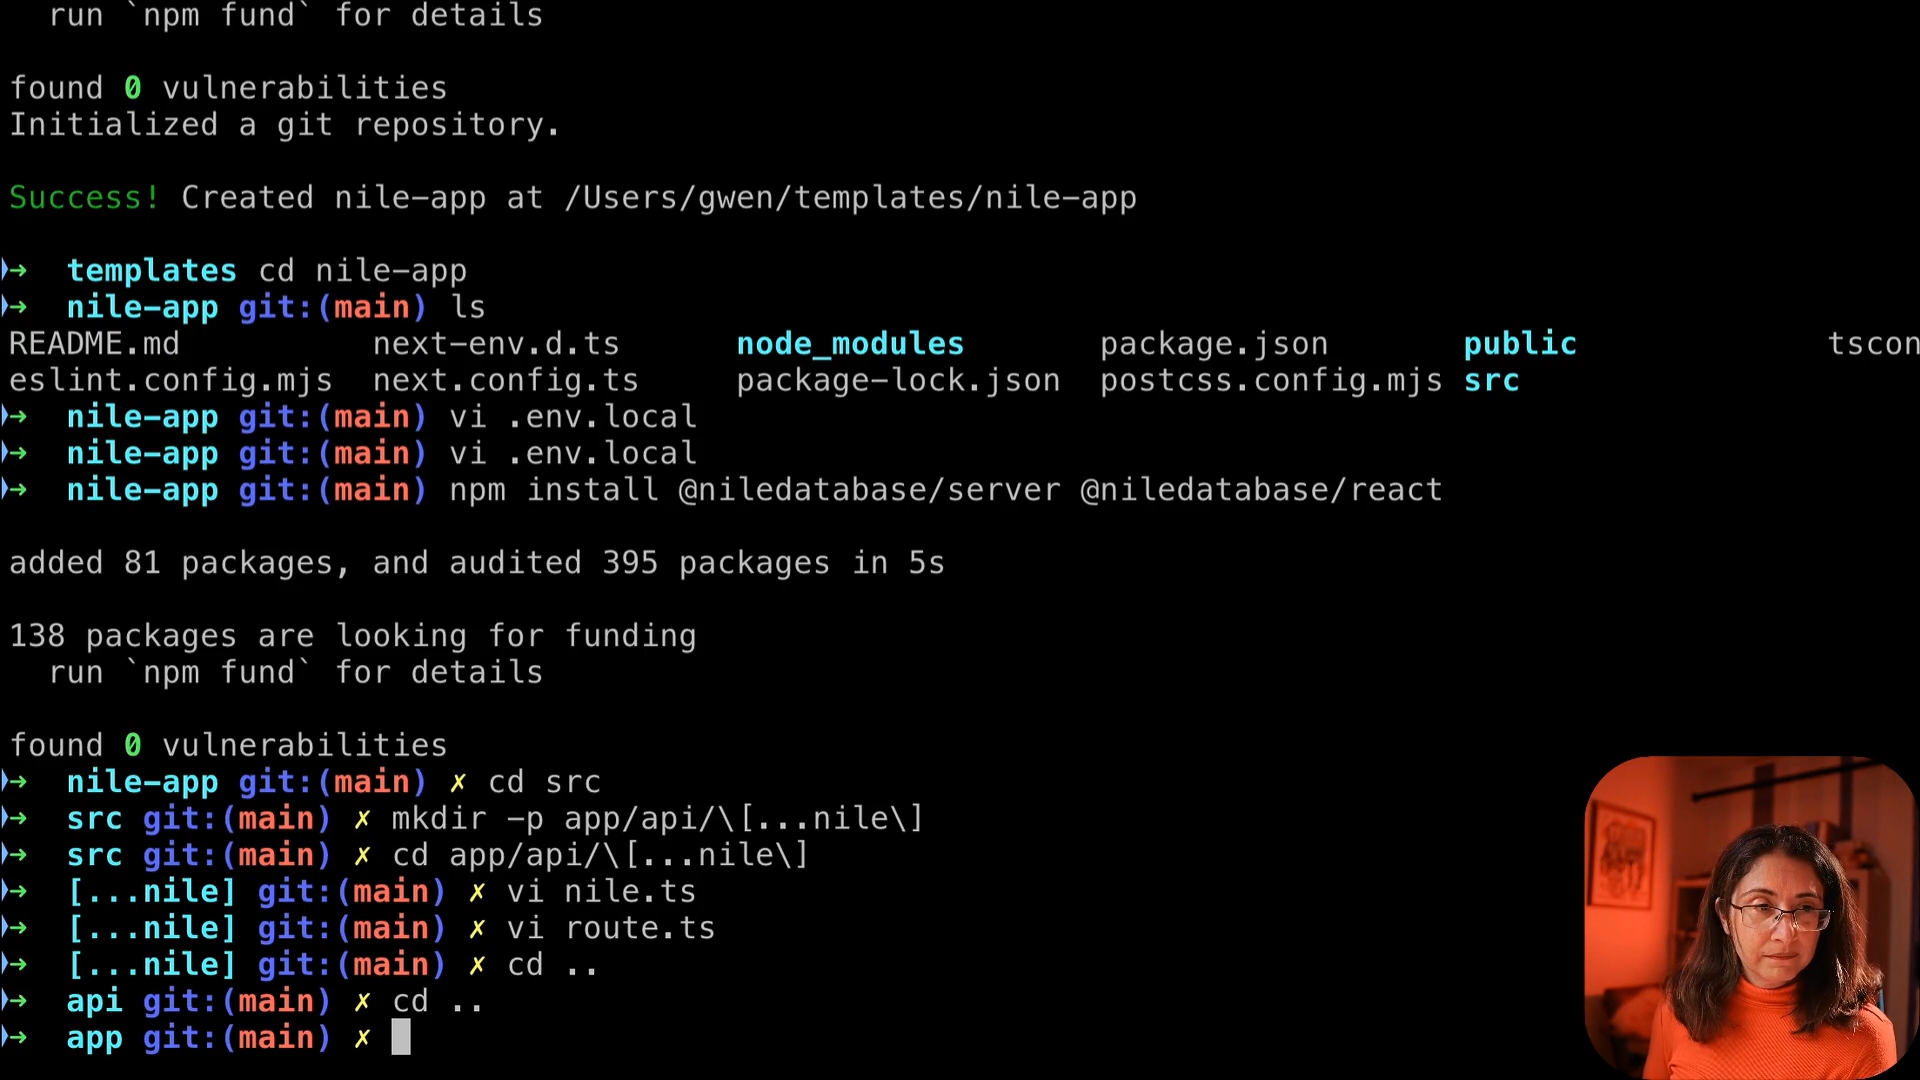 run `npm fund` for details
found 0 vulnerabilities
Initialized a git repository.
Success! Created nile-app at /Users/gwen/templates/nile-app
→ templates cd nile-app
→ nile-app git:(main) ls
README.md next-env.d.ts node_modules package.json public tscon
eslint.config.mjs next.config.ts package-lock.json postcss.config.mjs src
→ nile-app git:(main) vi .env.local
→ nile-app git:(main) vi .env.local
→ nile-app git:(main) npm install @niledatabase/server @niledatabase/react
added 81 packages, and audited 395 packages in 5s
138 packages are looking for funding
run `npm fund` for details
found 0 vulnerabilities
→ nile-app git:(main) ✗ cd src
→ src git:(main) ✗ mkdir -p app/api/\[...nile\]
→ src git:(main) ✗ cd app/api/\[...nile\]
→ [...nile] git:(main) ✗ vi nile.ts
→ [...nile] git:(main) ✗ vi route.ts
→ [...nile] git:(main) ✗ cd ..
→ api git:(main) ✗ cd ..
→ app git:(main) ✗